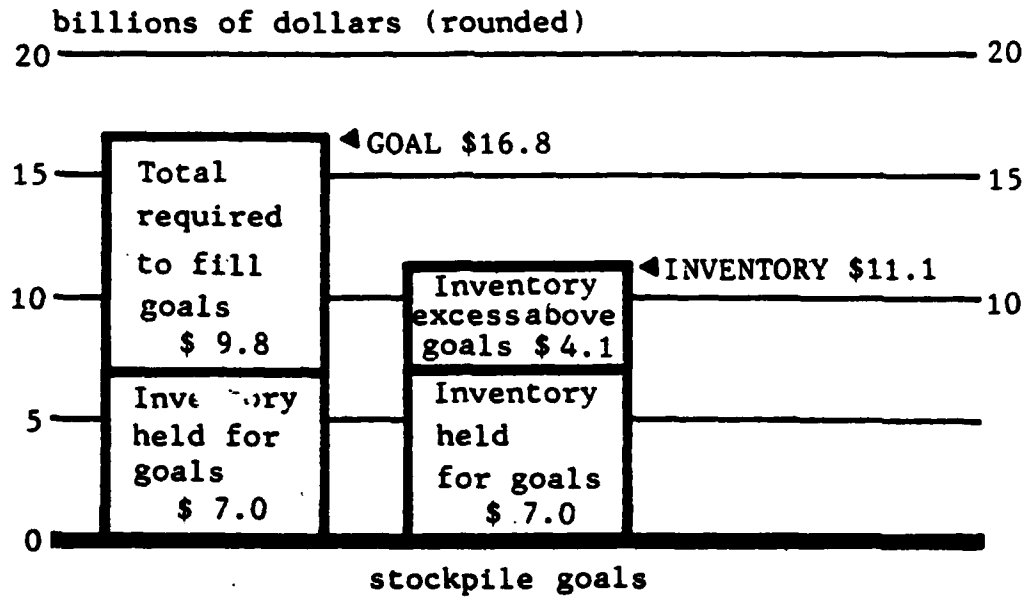 billions of dollars (rounded)
20 20
GOAL $16.8
15 15
Total
required
to fill
goals
$ 9.8
INVENTORY $11.1
10 10
Inventory
excess above
goals $4.1
5
held for
goals
$ 7.0
Inventory
held
for goals
$ 7.0
0
stockpile goals